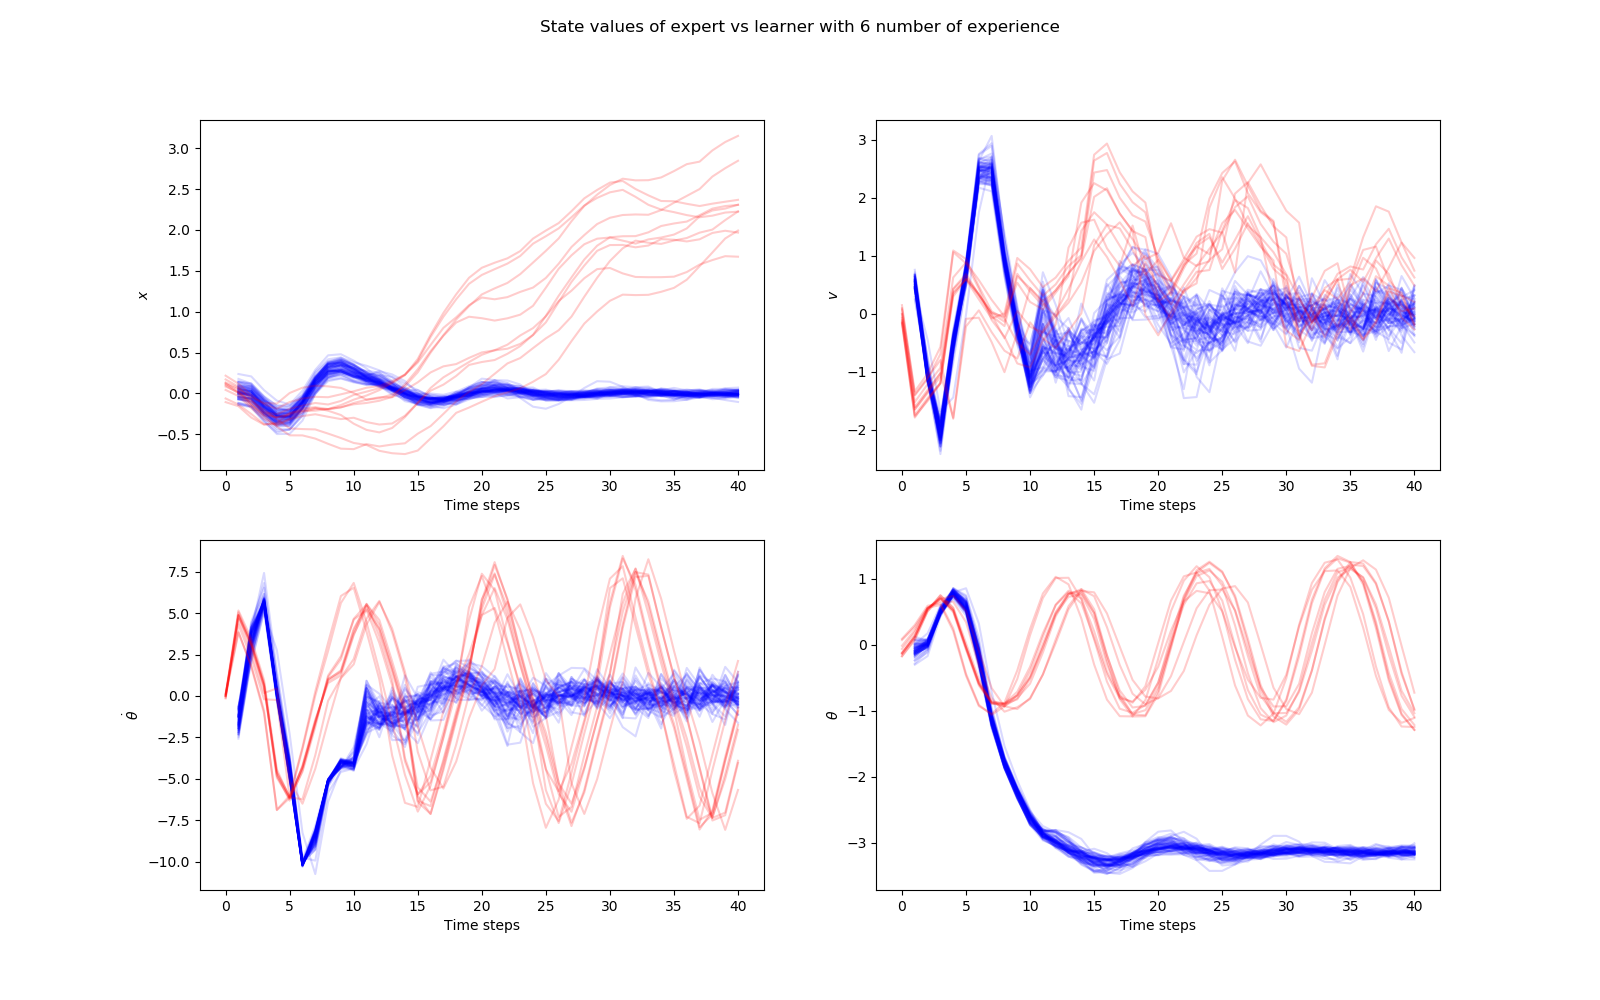 State values of expert vs learner with 6 number of experience
3.0
2.5
2.0
1.5
1.0
0.5
0.0
−0.5
x
0 5 10 15 20 25 30 35 40
Time steps
3
2
1
0
−1
−2
v
0 5 10 15 20 25 30 35 40
Time steps
7.5
5.0
2.5
0.0
−2.5
−5.0
−7.5
−10.0
θ̇
0 5 10 15 20 25 30 35 40
Time steps
1
0
−1
−2
−3
θ
0 5 10 15 20 25 30 35 40
Time steps